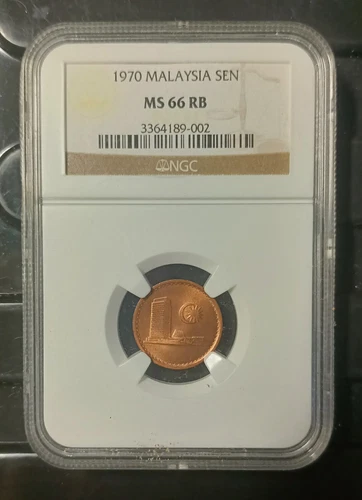 1970 MALAYSIA SEN
MS 66 RB
3364189-002
NGC